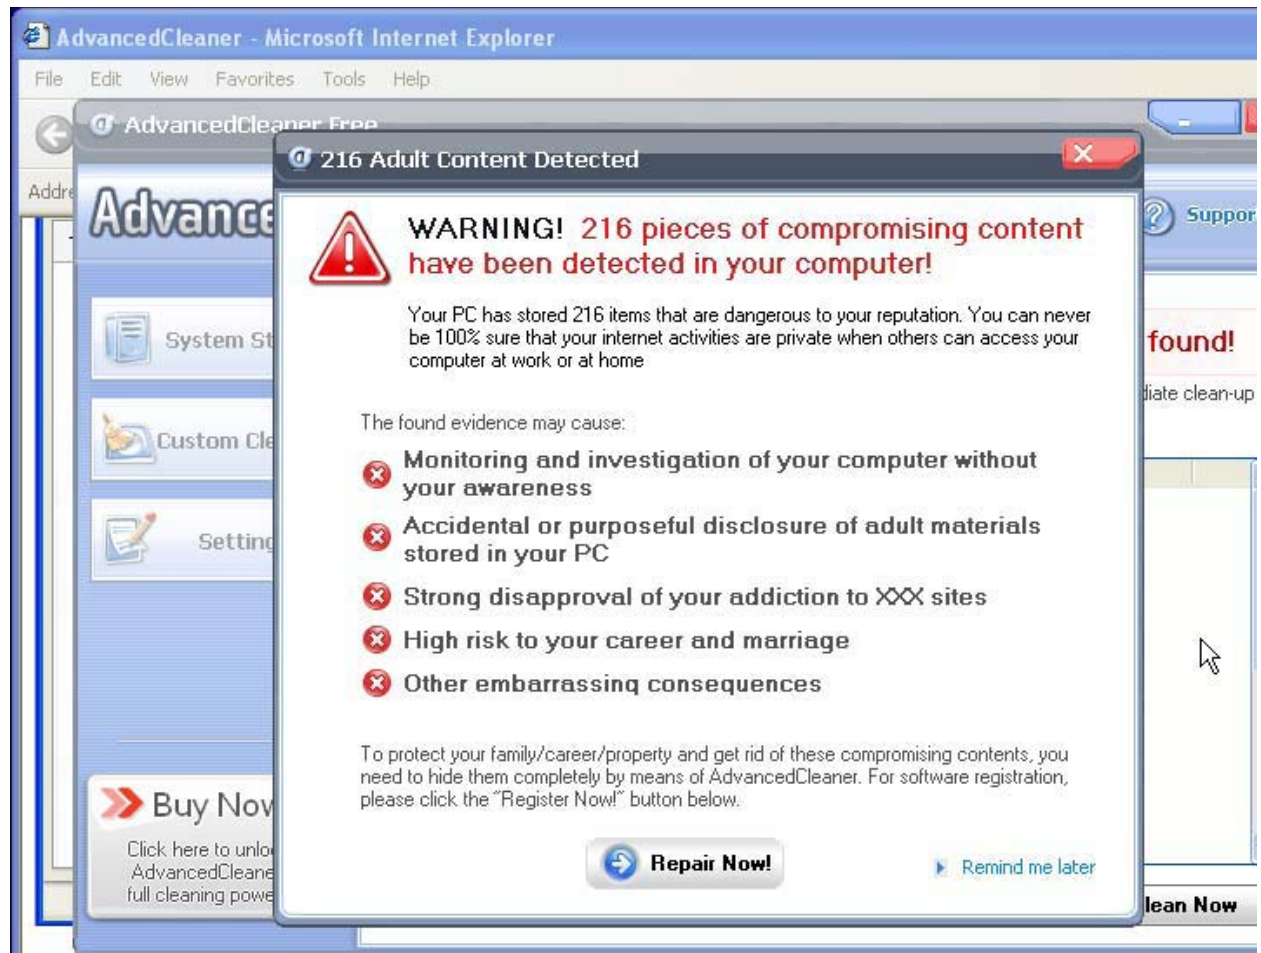 AdvancedCleaner - Microsoft Internet Explorer
File Edit View Favorites Tools Help
AdvancedCleaner Free
216 Adult Content Detected
Addre
Advance
Suppor
WARNING! 216 pieces of compromising content
have been detected in your computer!
Your PC has stored 216 items that are dangerous to your reputation. You can never
be 100% sure that your internet activities are private when others can access your
computer at work or at home
System St
found!
diate clean-up
The found evidence may cause:
Custom Cle
Monitoring and investigation of your computer without
your awareness
Setting
Accidental or purposeful disclosure of adult materials
stored in your PC
Strong disapproval of your addiction to XXX sites
High risk to your career and marriage
Other embarrassing consequences
To protect your family/career/property and get rid of these compromising contents, you
need to hide them completely by means of AdvancedCleaner. For software registration,
please click the "Register Now!" button below.
Buy Now
Click here to unlo
AdvancedCleane
full cleaning powe
Repair Now!
Remind me later
lean Now